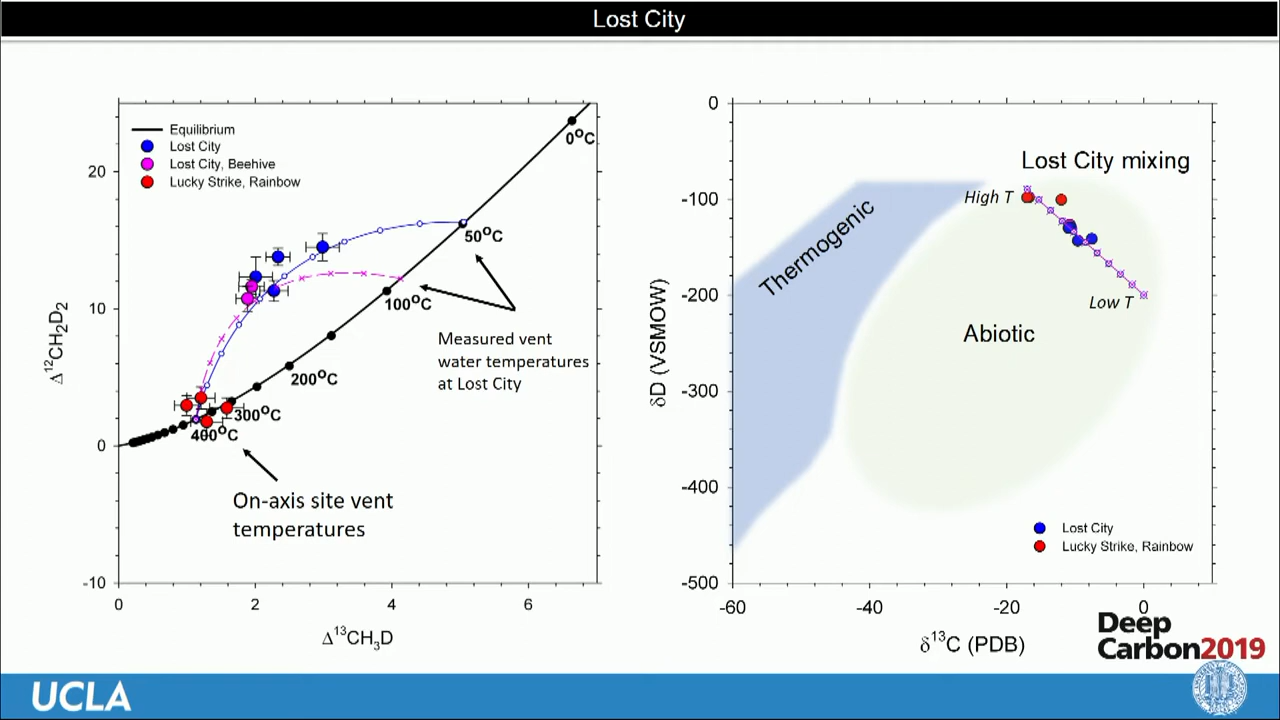 Lost City
Equilibrium
Lost City
Lost City, Beehive
Lucky Strike, Rainbow
20
10
0
-10
0
2
4
6
Δ¹²CH₂D₂
Δ¹³CH₃D
0°C
50°C
100°C
200°C
300°C
400°C
Measured vent
water temperatures
at Lost City
On-axis site vent
temperatures
0
-100
-200
-300
-400
-500
-60
-40
-20
0
δD (VSMOW)
δ¹³C (PDB)
Lost City mixing
High T
Low T
Thermogenic
Abiotic
Lost City
Lucky Strike, Rainbow
Deep
Carbon2019
UCLA